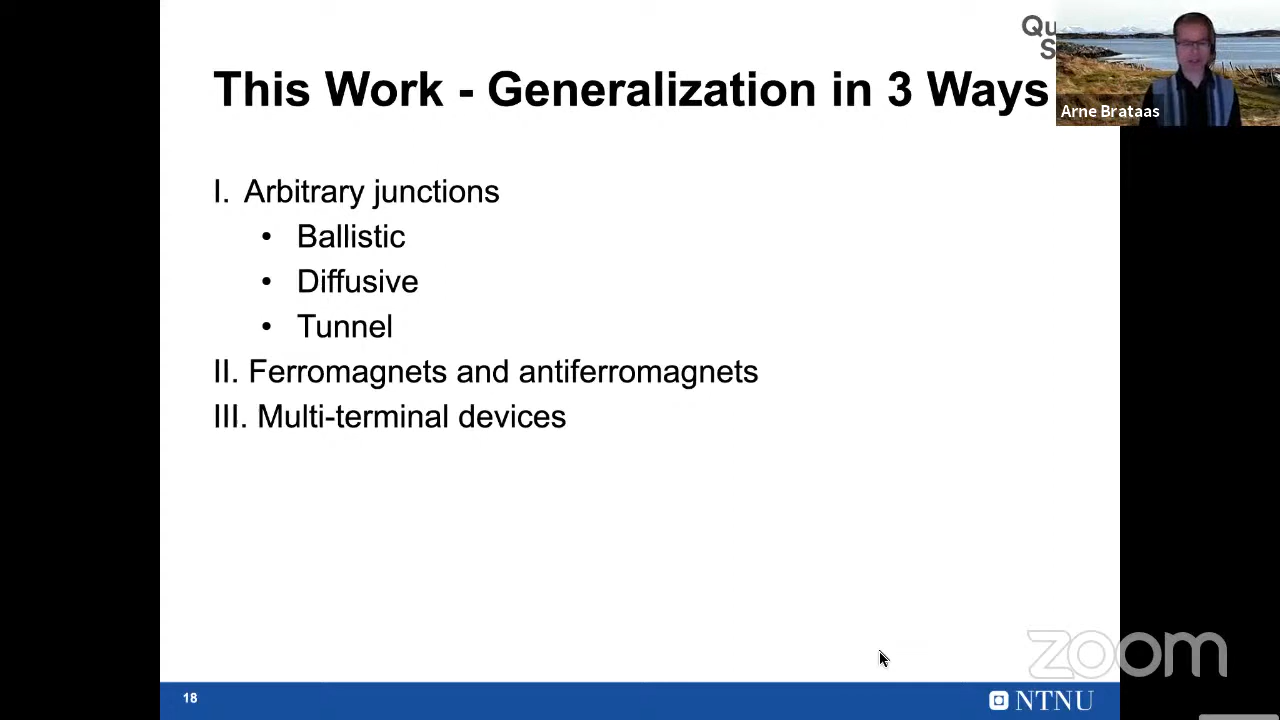 Qu
S
This Work - Generalization in 3 Ways
Arne Brataas
I. Arbitrary junctions
• Ballistic
• Diffusive
• Tunnel
II. Ferromagnets and antiferromagnets
III. Multi-terminal devices
zoom
18
NTNU